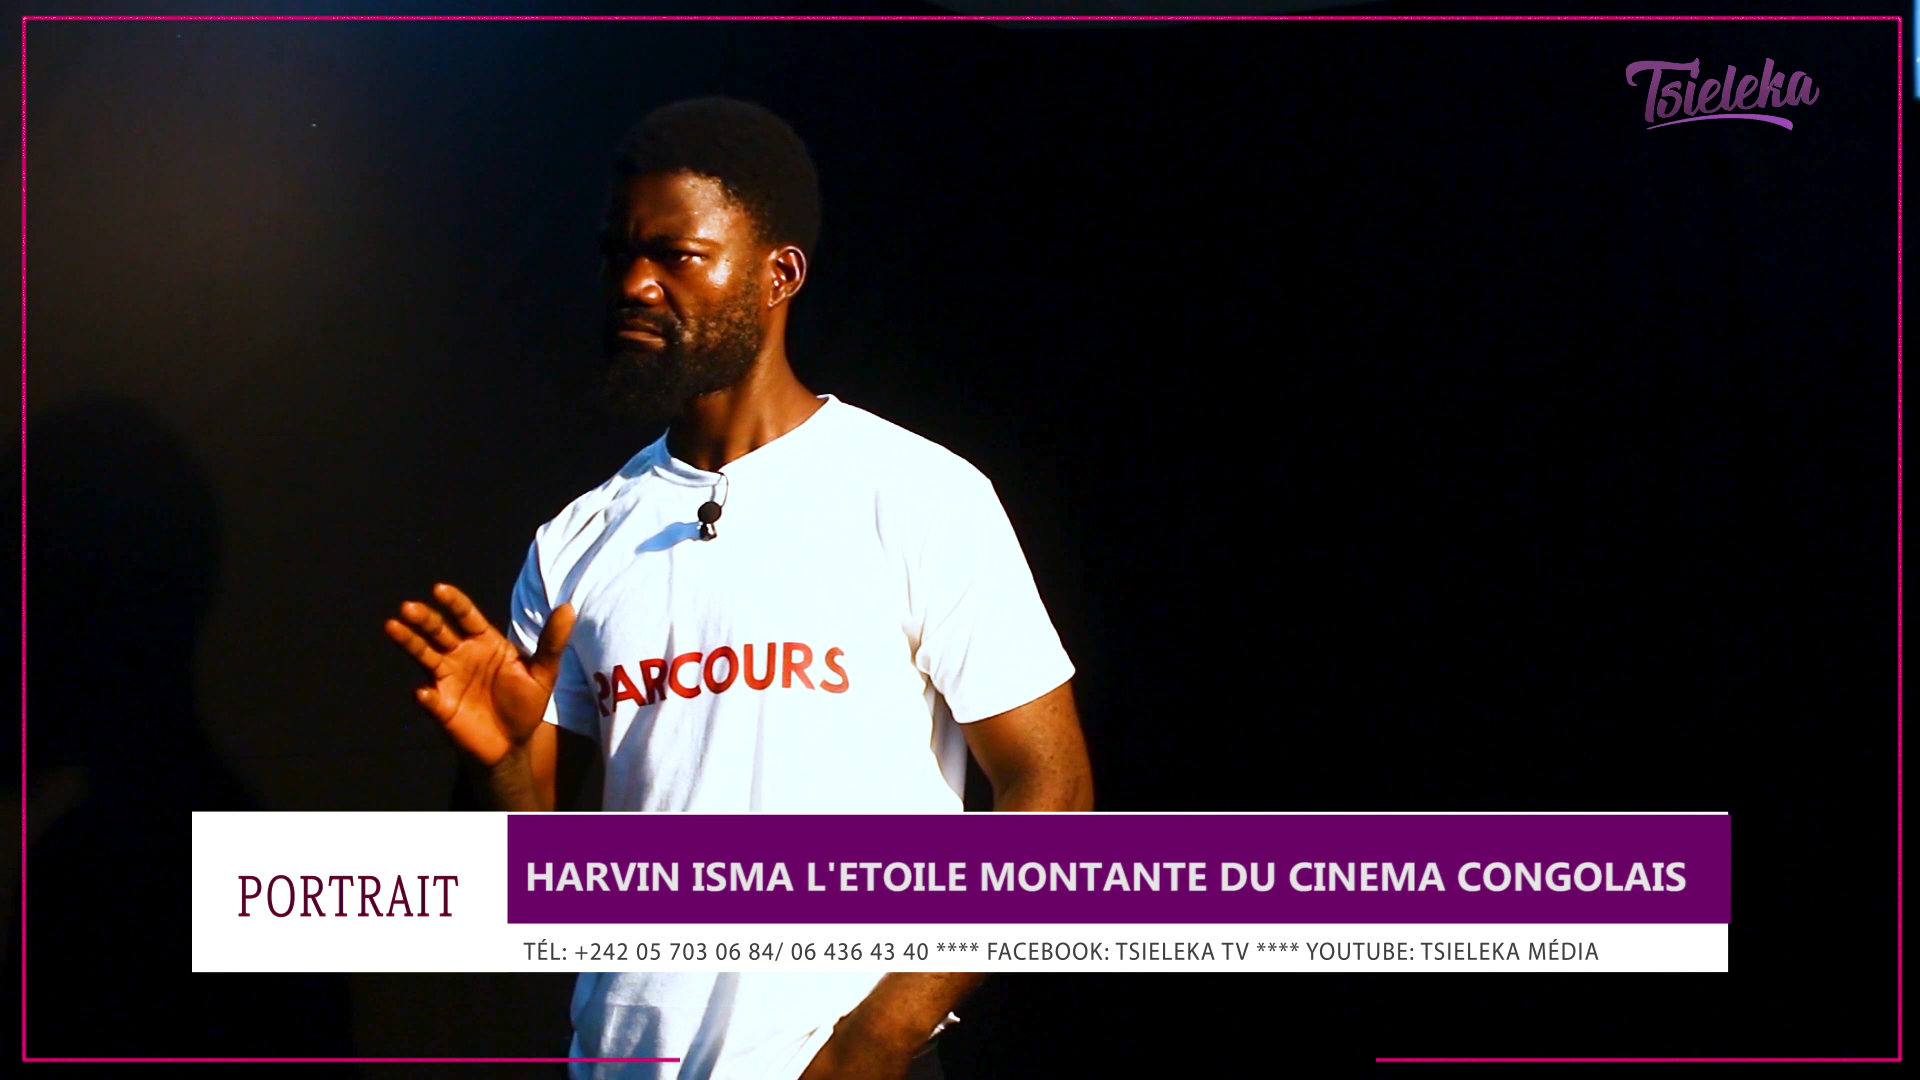 Tsieleka
PARCOURS
PORTRAIT
HARVIN ISMA L'ETOILE MONTANTE DU CINEMA CONGOLAIS
TÉL: +242 05 703 06 84/ 06 436 43 40 **** FACEBOOK: TSIELEKA TV **** YOUTUBE: TSIELEKA MÉDIA